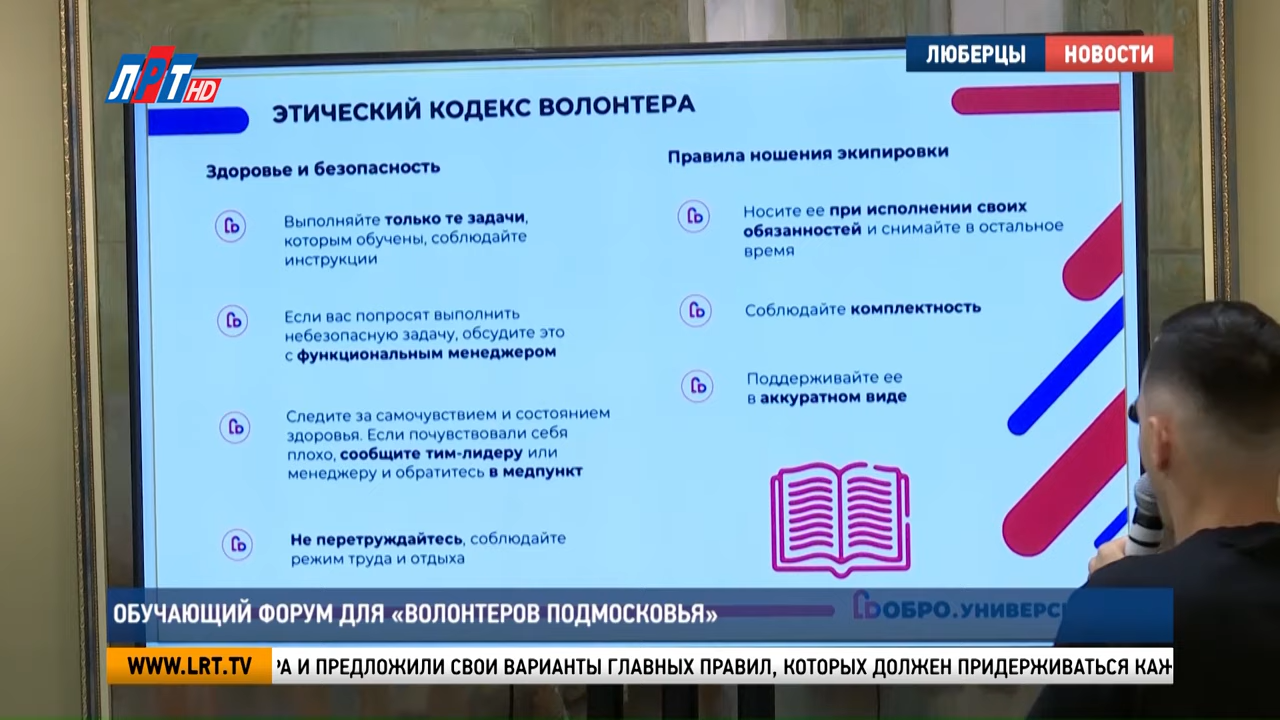 ЛРТHD
ЛЮБЕРЦЫ НОВОСТИ
ЭТИЧЕСКИЙ КОДЕКС ВОЛОНТЕРА
Здоровье и безопасность
Выполняйте только те задачи,
которым обучены, соблюдайте
инструкции
Если вас попросят выполнить
небезопасную задачу, обсудите это
с функциональным менеджером
Следите за самочувствием и состоянием
здоровья. Если почувствовали себя
плохо, сообщите тим-лидеру или
менеджеру и обратитесь в медпункт
Не перетруждайтесь, соблюдайте
режим труда и отдыха
Правила ношения экипировки
Носите ее при исполнении своих
обязанностей и снимайте в остальное
время
Соблюдайте комплектность
Поддерживайте ее
в аккуратном виде
ДОБРО.УНИВЕРС
ОБУЧАЮЩИЙ ФОРУМ ДЛЯ «ВОЛОНТЕРОВ ПОДМОСКОВЬЯ»
WWW.LRT.TV
РА И ПРЕДЛОЖИЛИ СВОИ ВАРИАНТЫ ГЛАВНЫХ ПРАВИЛ, КОТОРЫХ ДОЛЖЕН ПРИДЕРЖИВАТЬСЯ КАЖ